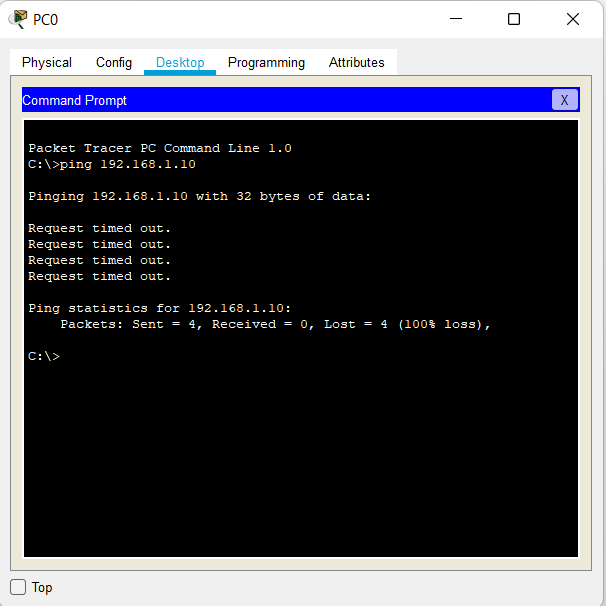 PC0
Physical Config Desktop Programming Attributes
Command Prompt
X
Packet Tracer PC Command Line 1.0
C:\>ping 192.168.1.10
Pinging 192.168.1.10 with 32 bytes of data:
Request timed out.
Request timed out.
Request timed out.
Request timed out.
Ping statistics for 192.168.1.10:
    Packets: Sent = 4, Received = 0, Lost = 4 (100% loss),
C:\>
Top